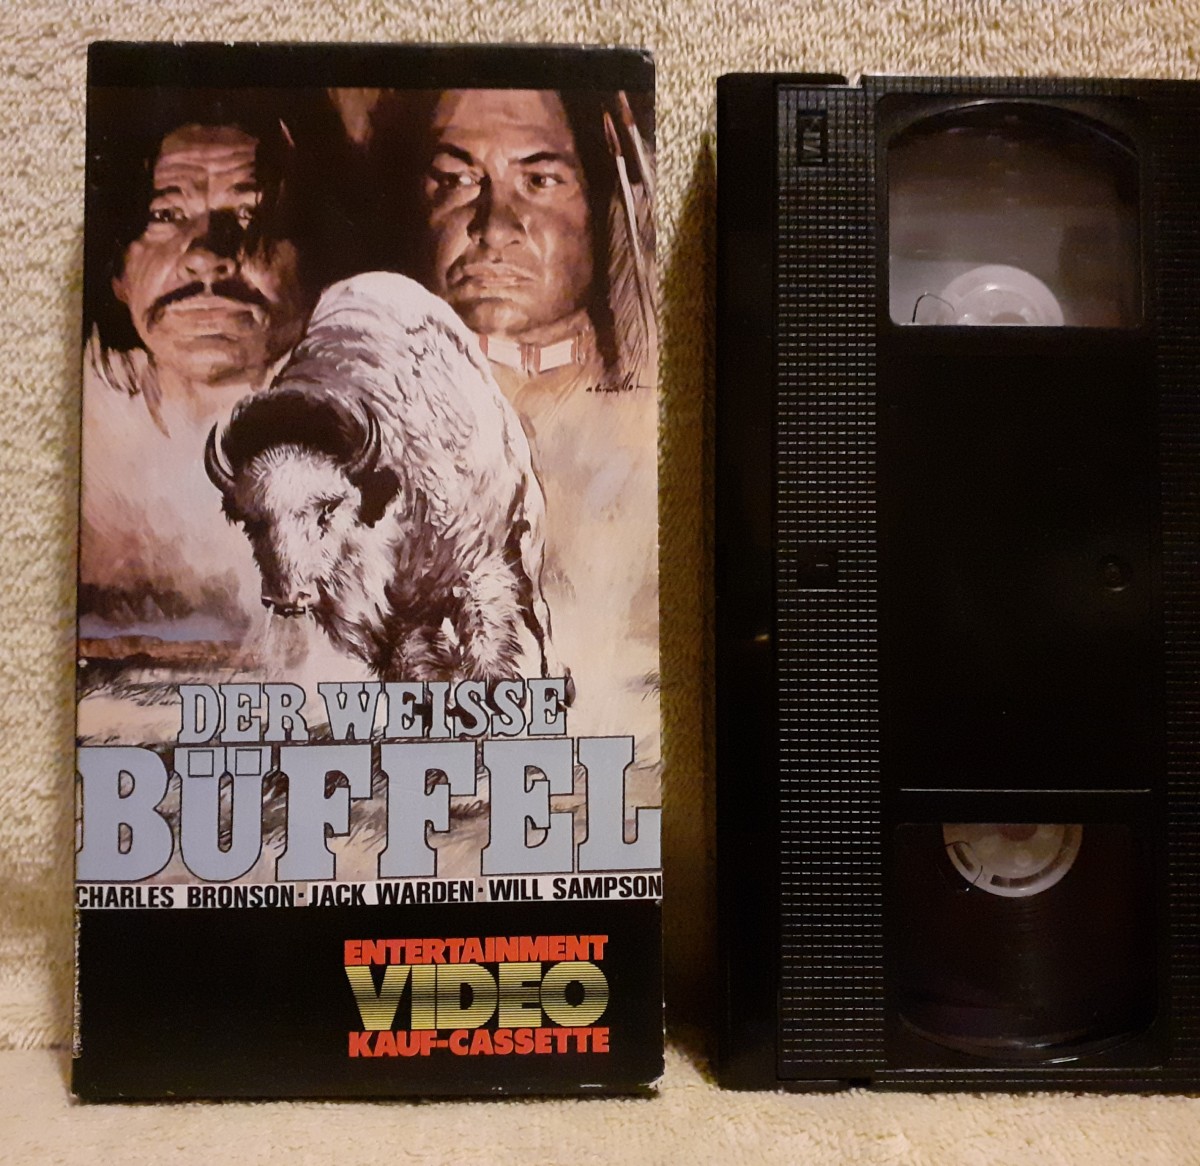 DER WEISSE
BÜFFEL
CHARLES BRONSON · JACK WARDEN · WILL SAMPSON
ENTERTAINMENT
VIDEO
KAUF-CASSETTE